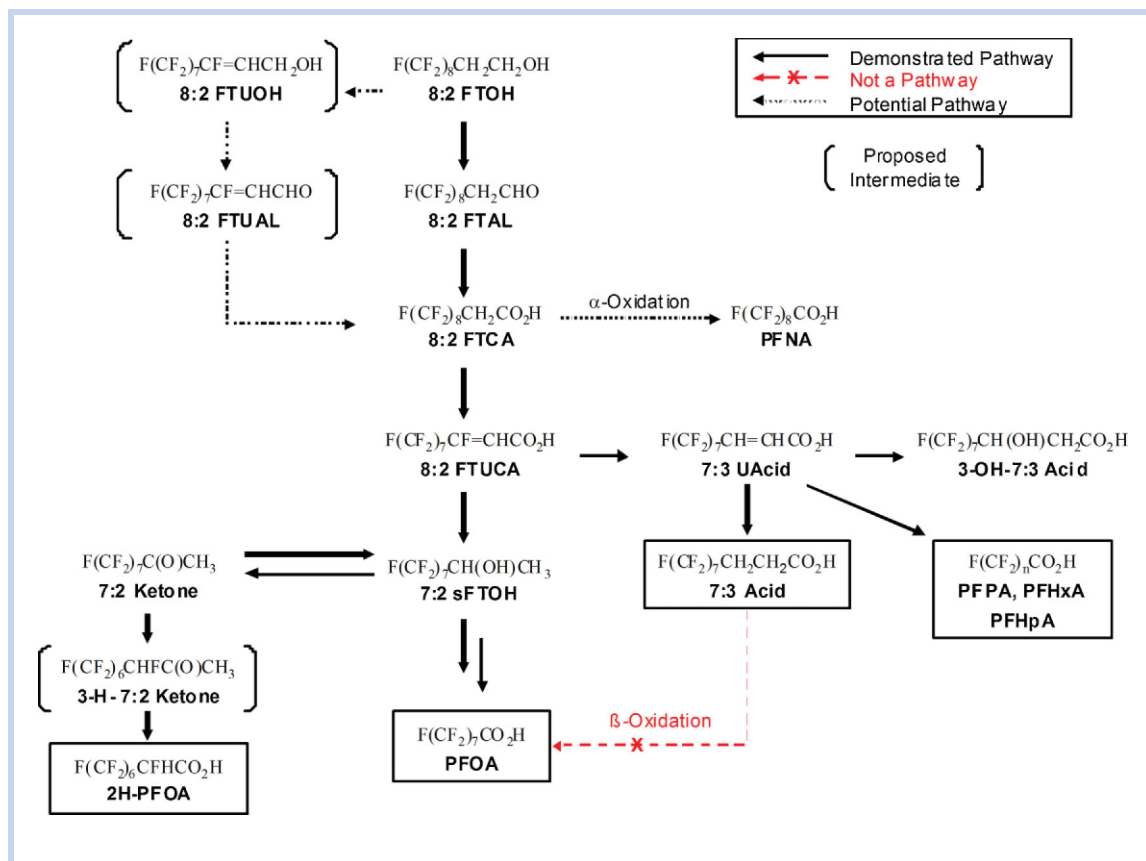 F(CF₂)₇CF=CHCH₂OH
8:2 FTUOH
F(CF₂)₈CH₂CH₂OH
8:2 FTOH
Demonstrated Pathway
Not a Pathway
Potential Pathway
Proposed
Intermediate
F(CF₂)₇CF=CHCHO
8:2 FTUAL
F(CF₂)₈CH₂CHO
8:2 FTAL
F(CF₂)₈CH₂CO₂H
8:2 FTCA
α-Oxidation
F(CF₂)₈CO₂H
PFNA
F(CF₂)₇CF=CHCO₂H
8:2 FTUCA
F(CF₂)₇CH=CHCO₂H
7:3 UAcid
F(CF₂)₇CH(OH)CH₂CO₂H
3-OH-7:3 Acid
F(CF₂)₇C(O)CH₃
7:2 Ketone
F(CF₂)₇CH(OH)CH₃
7:2 sFTOH
F(CF₂)₇CH₂CH₂CO₂H
7:3 Acid
F(CF₂)ₙCO₂H
PFPA, PFHxA
PFHpA
F(CF₂)₆CHFC(O)CH₃
3-H-7:2 Ketone
F(CF₂)₇CO₂H
PFOA
ß-Oxidation
F(CF₂)₆CFHCO₂H
2H-PFOA